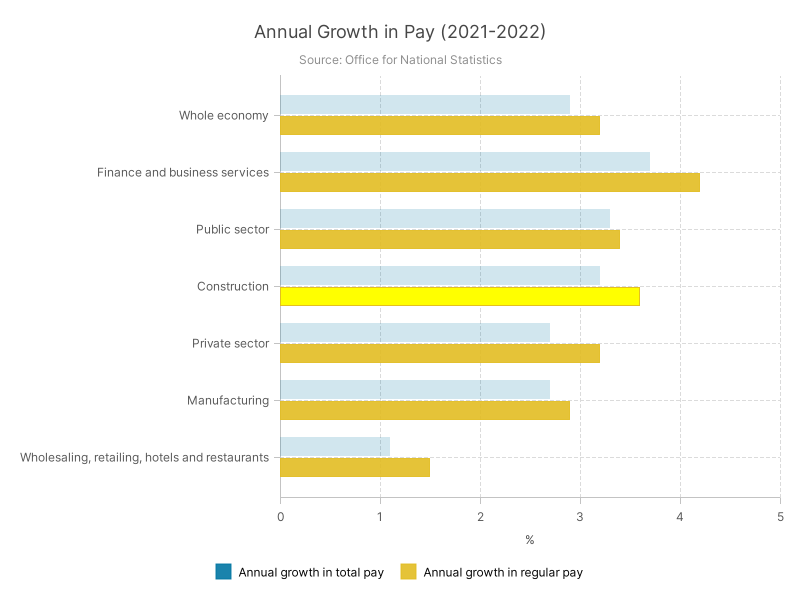 Annual Growth in Pay (2021-2022)
Source: Office for National Statistics
Whole economy
Finance and business services
Public sector
Construction
Private sector
Manufacturing
Wholesaling, retailing, hotels and restaurants
0 1 2 3 4 5
%
Annual growth in total pay Annual growth in regular pay